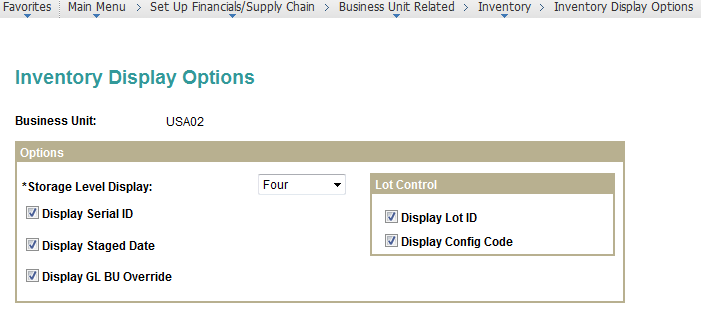 Favorites Main Menu > Set Up Financials/Supply Chain > Business Unit Related > Inventory > Inventory Display Options
Inventory Display Options
Business Unit: USA02
Options
*Storage Level Display: Four
Display Serial ID
Display Staged Date
Display GL BU Override
Lot Control
Display Lot ID
Display Config Code